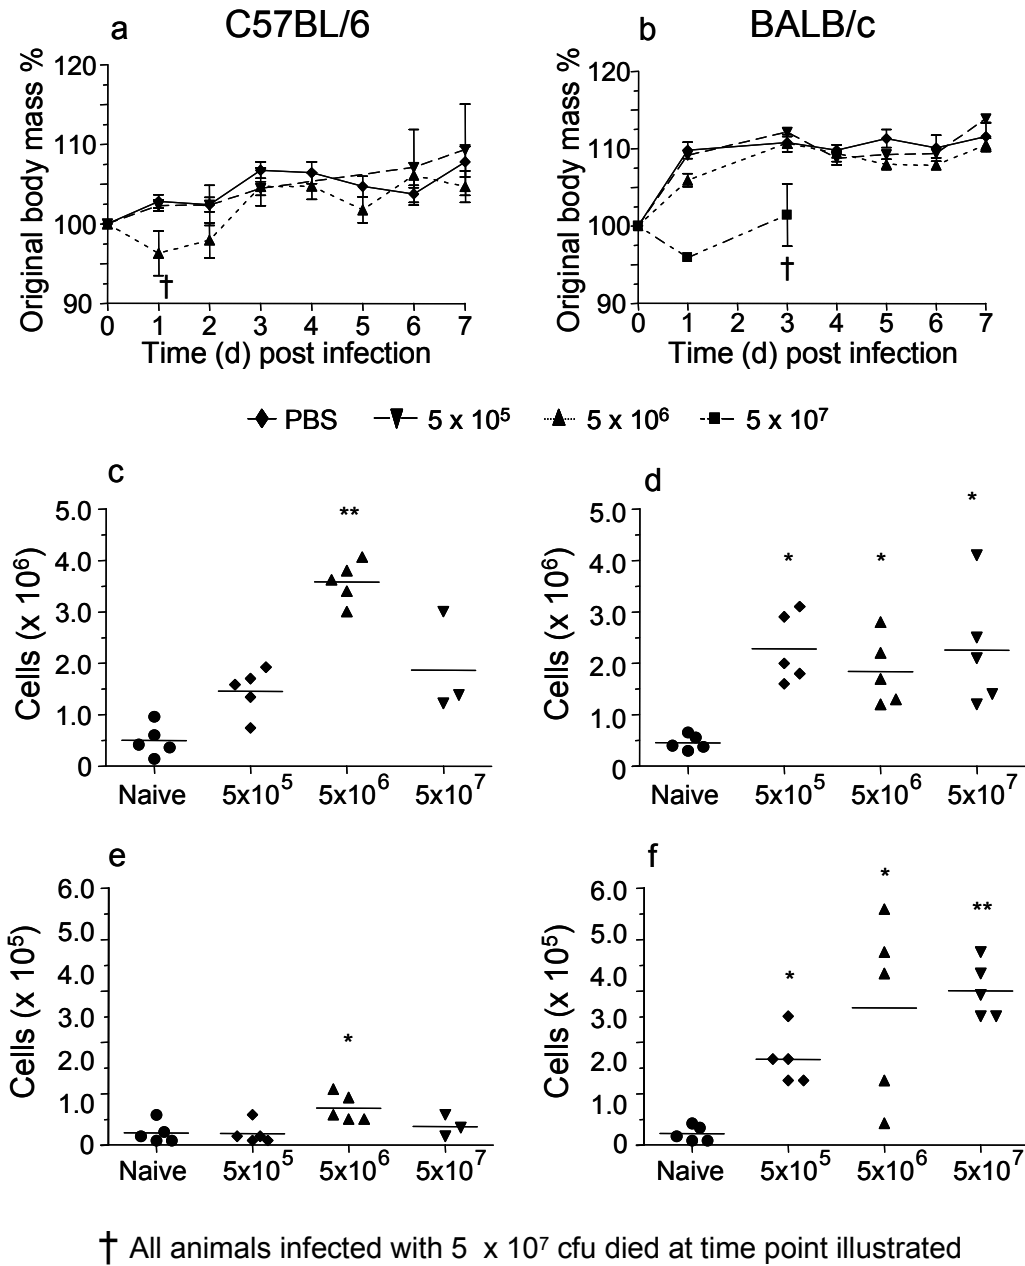 a C57BL/6
b BALB/c
Original body mass %
120
110
100
90
0 1 2 3 4 5 6 7
Time (d) post infection
Original body mass %
120
110
100
90
0 1 2 3 4 5 6 7
Time (d) post infection
PBS 5 x 10⁵ 5 x 10⁶ 5 x 10⁷
c
Cells (x 10⁶)
5.0
4.0
3.0
2.0
1.0
0
**
Naive 5x10⁵ 5x10⁶ 5x10⁷
d
Cells (x 10⁶)
5.0
4.0
3.0
2.0
1.0
0
* * *
Naive 5x10⁵ 5x10⁶ 5x10⁷
e
Cells (x 10⁵)
6.0
5.0
4.0
3.0
2.0
1.0
0
*
Naive 5x10⁵ 5x10⁶ 5x10⁷
f
Cells (x 10⁵)
6.0
5.0
4.0
3.0
2.0
1.0
0
* * **
Naive 5x10⁵ 5x10⁶ 5x10⁷
† All animals infected with 5 x 10⁷ cfu died at time point illustrated